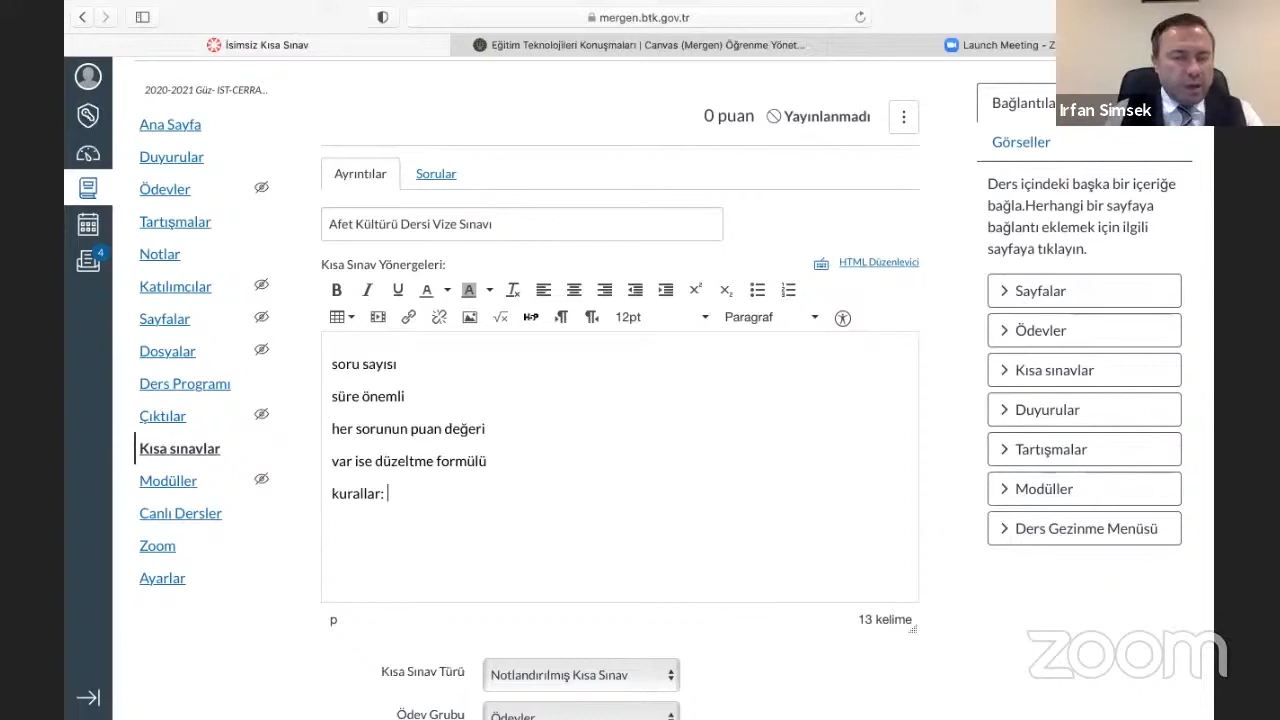 mergen.btk.gov.tr
İsimsiz Kısa Sınav
Eğitim Teknolojileri Konuşmaları | Canvas (Mergen) Öğrenme Yönet...
Launch Meeting - Z
Irfan Simsek
2020-2021 Güz- IST-CERRA...
Ana Sayfa
Duyurular
Ödevler
Tartışmalar
Notlar
Katılımcılar
Sayfalar
Dosyalar
Ders Programı
Çıktılar
Kısa sınavlar
Modüller
Canlı Dersler
Zoom
Ayarlar
4
0 puan Yayınlanmadı
Ayrıntılar Sorular
Afet Kültürü Dersi Vize Sınavı
Kısa Sınav Yönergeleri:
HTML Düzenleyici
12pt Paragraf
soru sayısı
süre önemli
her sorunun puan değeri
var ise düzeltme formülü
kurallar:
p 13 kelime
Kısa Sınav Türü Notlandırılmış Kısa Sınav
Ödev Grubu Ödevler
Bağlantıla
Görseller
Ders içindeki başka bir içeriğe
bağla.Herhangi bir sayfaya
bağlantı eklemek için ilgili
sayfaya tıklayın.
Sayfalar
Ödevler
Kısa sınavlar
Duyurular
Tartışmalar
Modüller
Ders Gezinme Menüsü
zoom